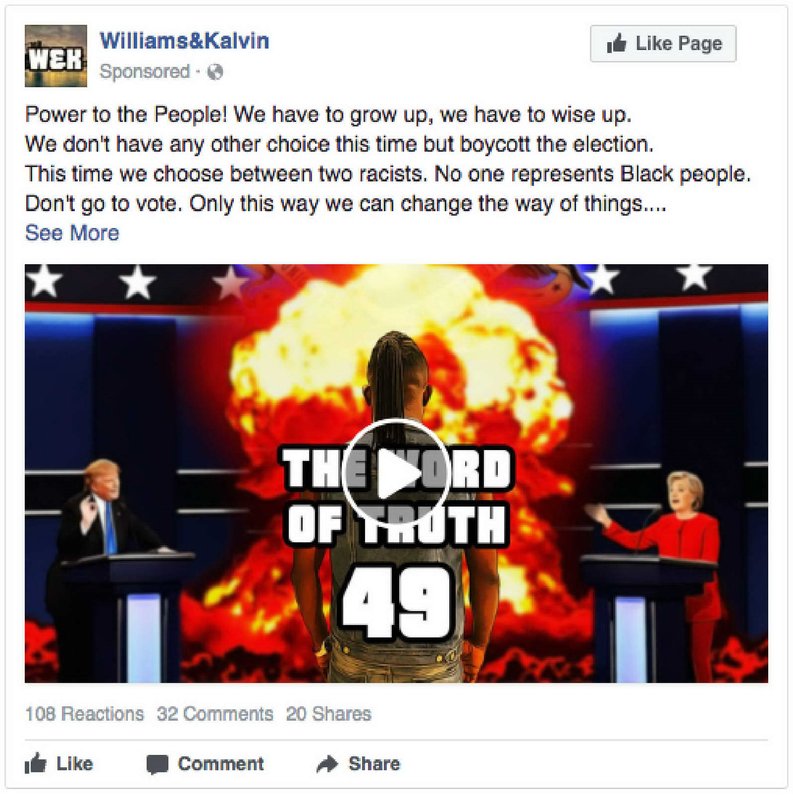 WEK
Williams&Kalvin
Sponsored ·
Like Page
Power to the People! We have to grow up, we have to wise up.
We don't have any other choice this time but boycott the election.
This time we choose between two racists. No one represents Black people.
Don't go to vote. Only this way we can change the way of things....
See More
THE WORD
OF TRUTH
49
108 Reactions 32 Comments 20 Shares
Like Comment Share